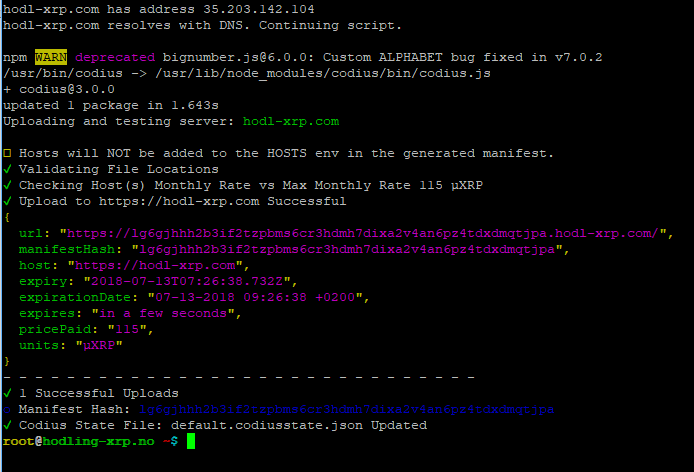 hodl-xrp.com has address 35.203.142.104
hodl-xrp.com resolves with DNS. Continuing script.
npm WARN deprecated bignumber.js@6.0.0: Custom ALPHABET bug fixed in v7.0.2
/usr/bin/codius -> /usr/lib/node_modules/codius/bin/codius.js
+ codius@3.0.0
updated 1 package in 1.643s
Uploading and testing server: hodl-xrp.com
□ Hosts will NOT be added to the HOSTS env in the generated manifest.
✓ Validating File Locations
✓ Checking Host(s) Monthly Rate vs Max Monthly Rate 115 µXRP
✓ Upload to https://hodl-xrp.com Successful
{
  url: "https://lg6gjhhh2b3if2tzpbms6cr3hdmh7dixa2v4an6pz4tdxdmqtjpa.hodl-xrp.com/",
  manifestHash: "lg6gjhhh2b3if2tzpbms6cr3hdmh7dixa2v4an6pz4tdxdmqtjpa",
  host: "https://hodl-xrp.com",
  expiry: "2018-07-13T07:26:38.732Z",
  expirationDate: "07-13-2018 09:26:38 +0200",
  expires: "in a few seconds",
  pricePaid: "115",
  units: "µXRP"
}
- - - - - - - - - - - - - - - - - - - - - - - - - - - - - -
✓ 1 Successful Uploads
c Manifest Hash: lg6gjhhh2b3if2tzpbms6cr3hdmh7dixa2v4an6pz4tdxdmqtjpa
✓ Codius State File: default.codiusstate.json Updated
root@hodling-xrp.no ~$